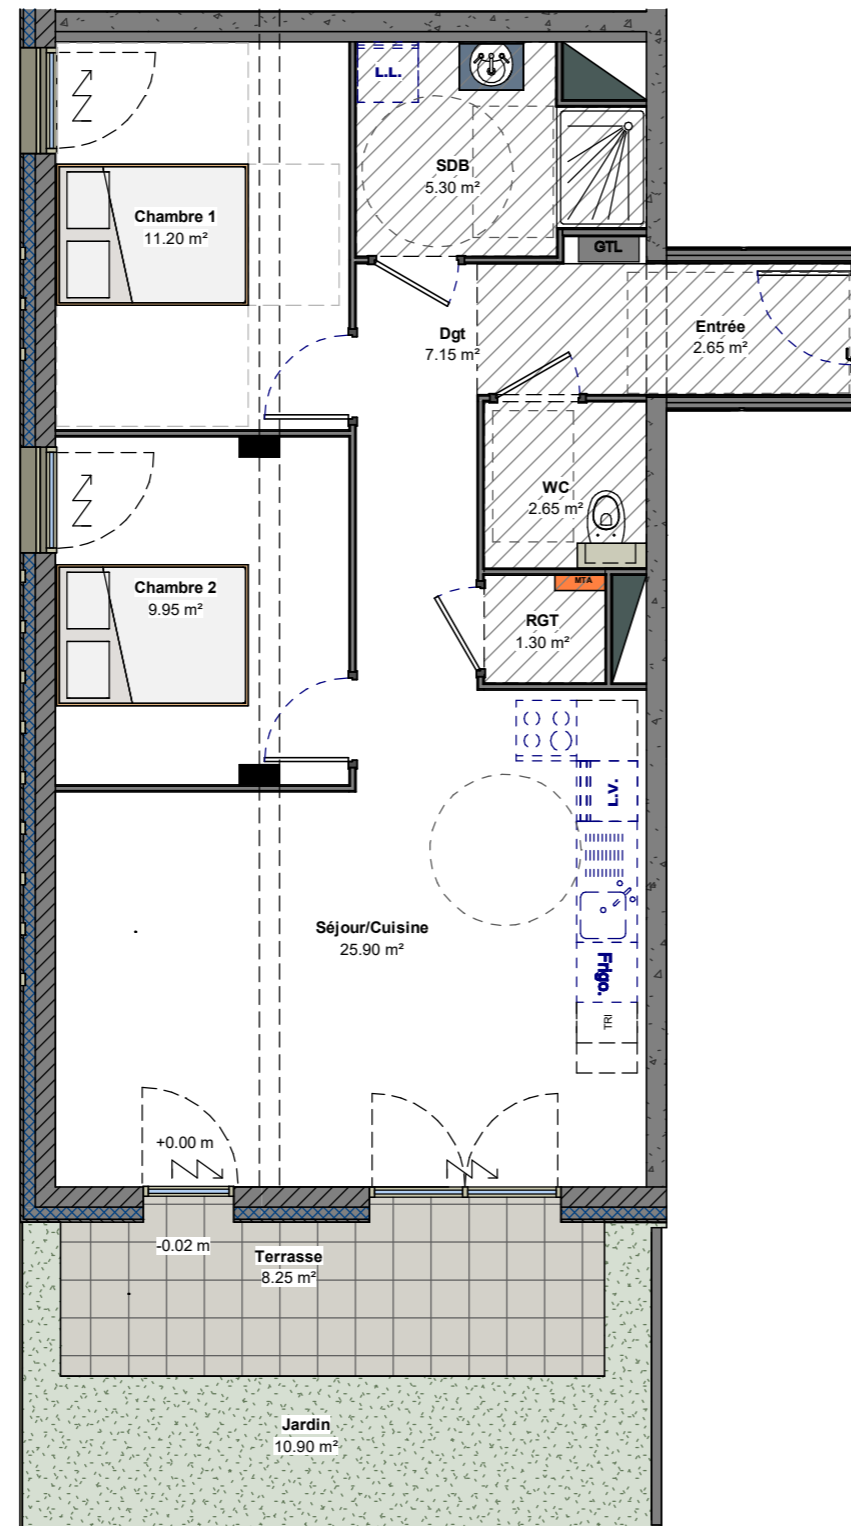 L.L.
SDB
5.30 m²
Chambre 1
11.20 m²
GTL
Dgt
7.15 m²
Entrée
2.65 m²
WC
2.65 m²
MTA
Chambre 2
9.95 m²
RGT
1.30 m²
L.V.
Séjour/Cuisine
25.90 m²
Frigo.
TRI
+0.00 m
-0.02 m
Terrasse
8.25 m²
Jardin
10.90 m²